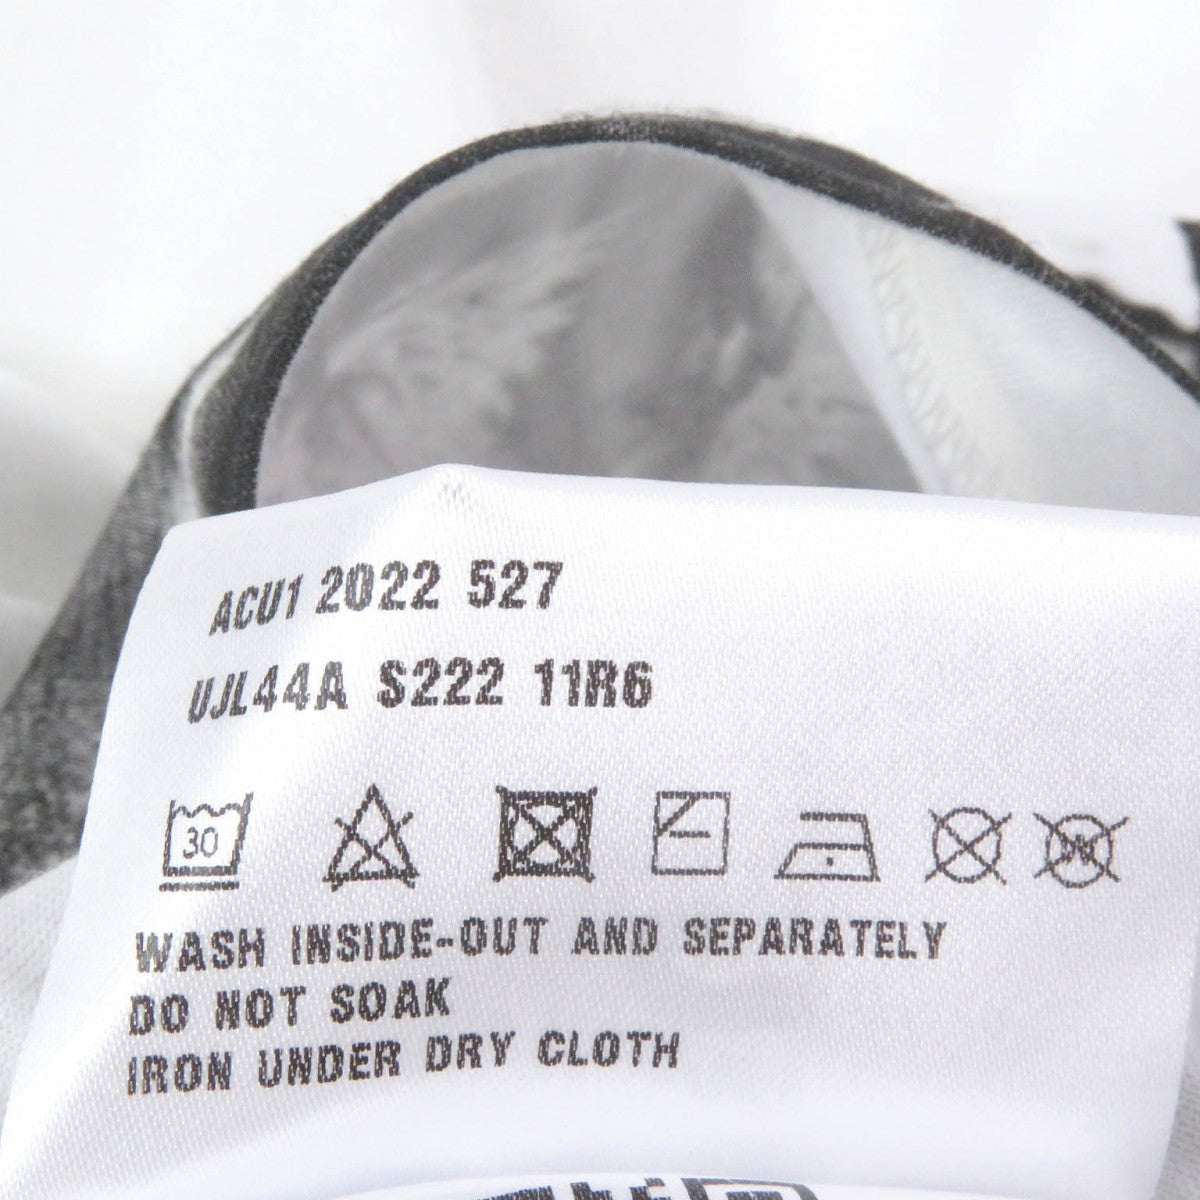 ACU1 2022 527
UJL44A S222 11R6
30
W
WASH INSIDE-OUT AND SEPARATELY
DO NOT SOAK
IRON UNDER DRY CLOTH